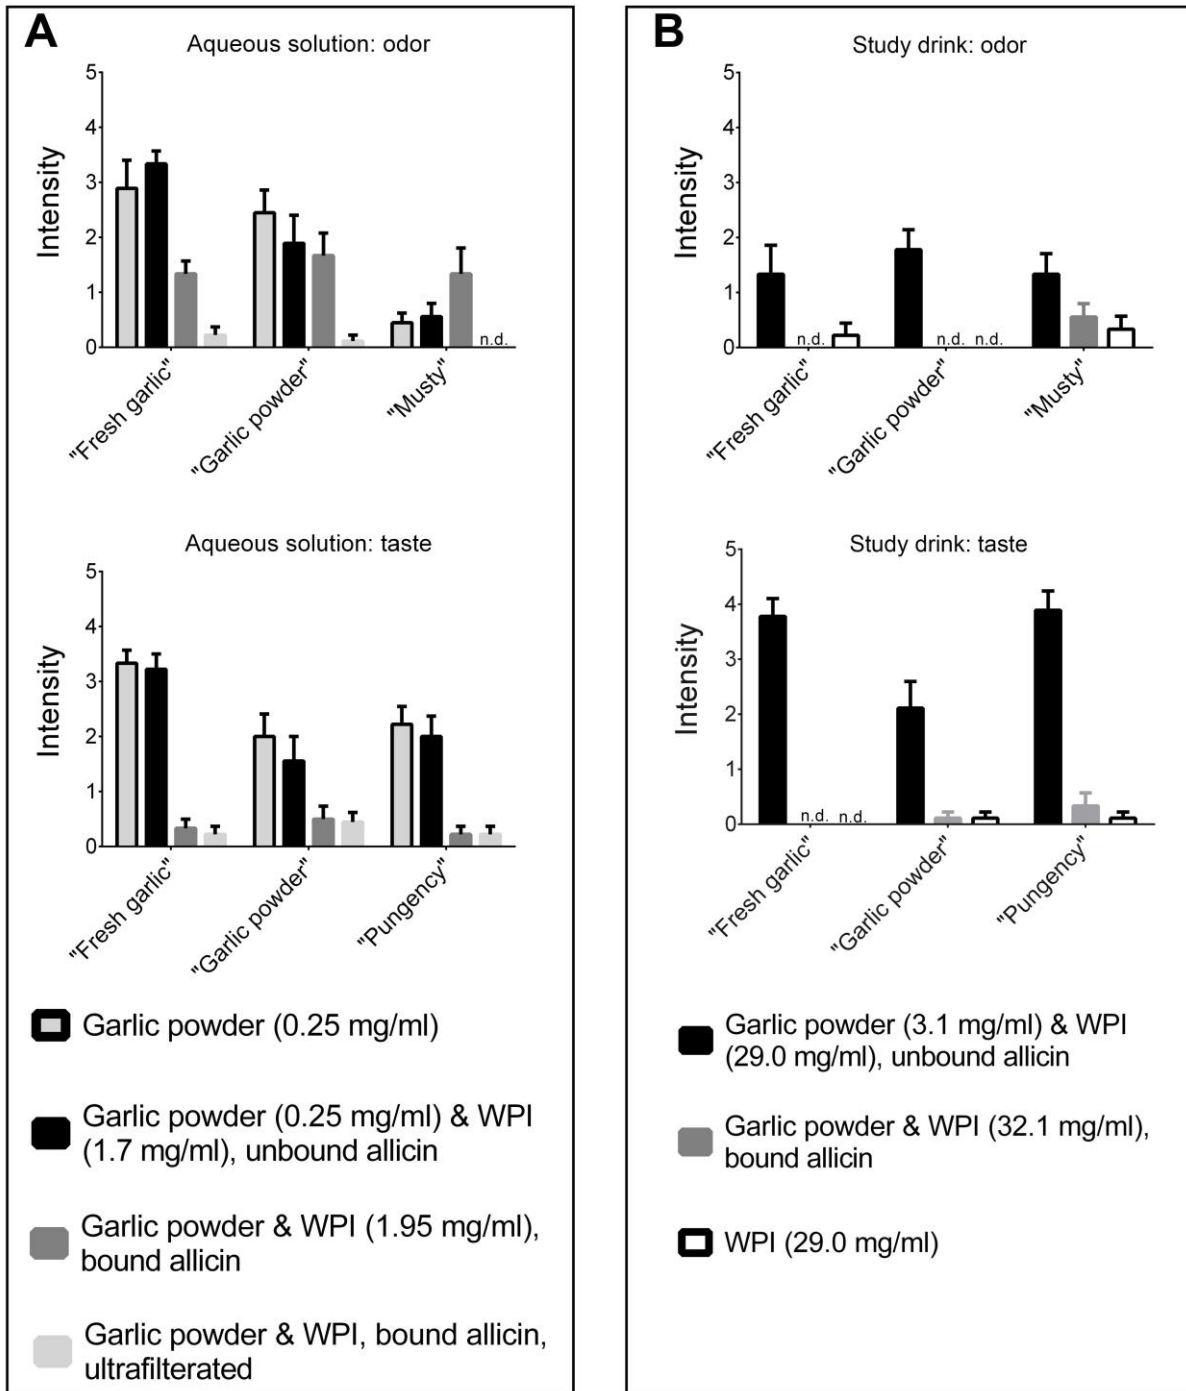 A
Aqueous solution: odor
5
4
3
2
1
0
Intensity
n.d.
"Fresh garlic"
"Garlic powder"
"Musty"
Aqueous solution: taste
5
4
3
2
1
0
Intensity
"Fresh garlic"
"Garlic powder"
"Pungency"
Garlic powder (0.25 mg/ml)
Garlic powder (0.25 mg/ml) & WPI
(1.7 mg/ml), unbound allicin
Garlic powder & WPI (1.95 mg/ml),
bound allicin
Garlic powder & WPI, bound allicin,
ultrafilterated
B
Study drink: odor
5
4
3
2
1
0
Intensity
n.d.
n.d. n.d.
"Fresh garlic"
"Garlic powder"
"Musty"
Study drink: taste
5
4
3
2
1
0
Intensity
n.d. n.d.
"Fresh garlic"
"Garlic powder"
"Pungency"
Garlic powder (3.1 mg/ml) & WPI
(29.0 mg/ml), unbound allicin
Garlic powder & WPI (32.1 mg/ml),
bound allicin
WPI (29.0 mg/ml)